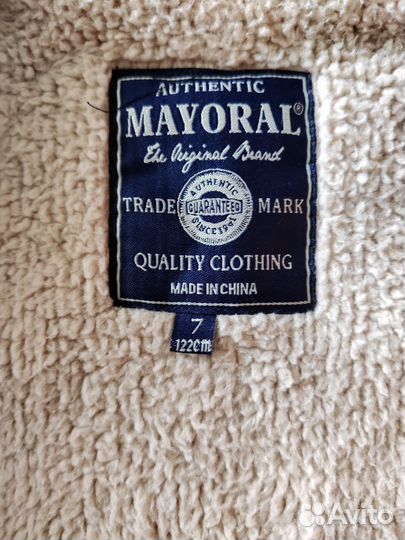 AUTHENTIC
MAYORAL®
The Original Brand
TRADE MARK
AUTHENTIC
GUARANTEED
SINCE 1941
QUALITY CLOTHING
MADE IN CHINA
7
122cm
Avito